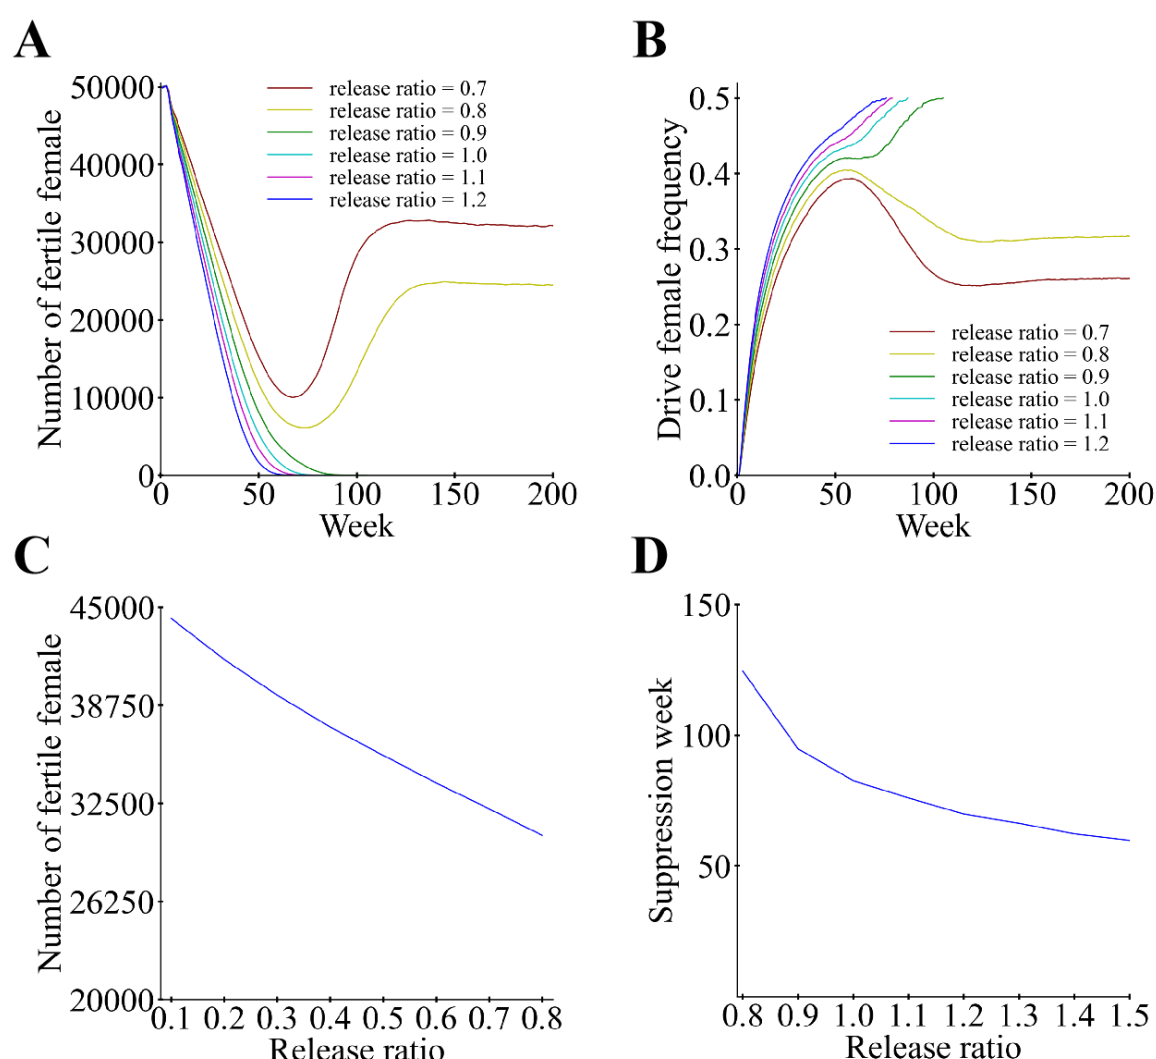 A
Number of fertile female
50000
40000
30000
20000
10000
0
release ratio = 0.7
release ratio = 0.8
release ratio = 0.9
release ratio = 1.0
release ratio = 1.1
release ratio = 1.2
0 50 100 150 200
Week
B
Drive female frequency
0.5
0.4
0.3
0.2
0.1
0.0
release ratio = 0.7
release ratio = 0.8
release ratio = 0.9
release ratio = 1.0
release ratio = 1.1
release ratio = 1.2
0 50 100 150 200
Week
C
Number of fertile female
45000
38750
32500
26250
20000
0.1 0.2 0.3 0.4 0.5 0.6 0.7 0.8
Release ratio
D
Suppression week
150
100
50
0.8 0.9 1.0 1.1 1.2 1.3 1.4 1.5
Release ratio